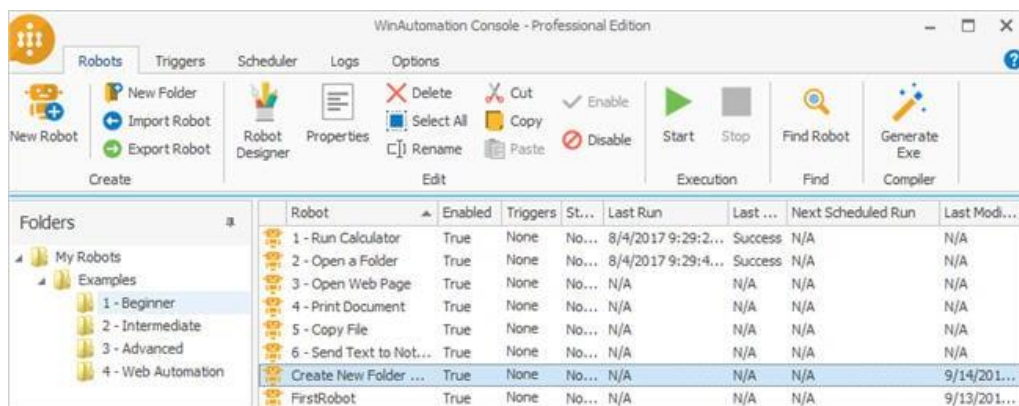 WinAutomation Console - Professional Edition
Robots Triggers Scheduler Logs Options
New Robot
New Folder
Import Robot
Export Robot
Create
Robot Designer
Properties
Delete
Select All
Rename
Cut
Copy
Paste
Enable
Disable
Edit
Start
Stop
Execution
Find Robot
Find
Generate Exe
Compiler
Folders
My Robots
Examples
1 - Beginner
2 - Intermediate
3 - Advanced
4 - Web Automation
Robot Enabled Triggers St... Last Run Last ... Next Scheduled Run Last Modi...
1 - Run Calculator True None No... 8/4/2017 9:29:2... Success N/A N/A
2 - Open a Folder True None No... 8/4/2017 9:29:4... Success N/A N/A
3 - Open Web Page True None No... N/A N/A N/A N/A
4 - Print Document True None No... N/A N/A N/A N/A
5 - Copy File True None No... N/A N/A N/A N/A
6 - Send Text to Not... True None No... N/A N/A N/A N/A
Create New Folder ... True None No... N/A N/A N/A 9/14/201...
FirstRobot True None No... N/A N/A N/A 9/13/201...